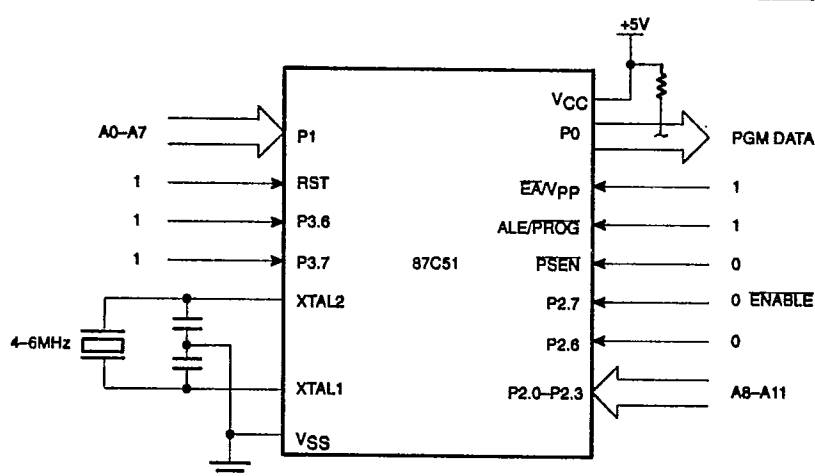 +5V
VCC
A0–A7
P1
P0
PGM DATA
1
RST
EA/VPP
1
1
P3.6
ALE/PROG
1
1
P3.7
87C51
PSEN
0
XTAL2
P2.7
0 ENABLE
4–6MHz
P2.6
0
XTAL1
P2.0–P2.3
A8–A11
VSS